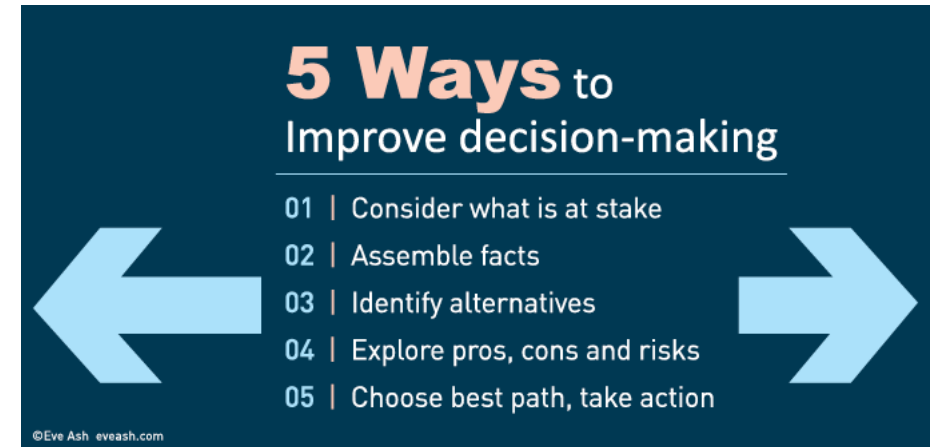 5 Ways to
Improve decision-making
01 | Consider what is at stake
02 | Assemble facts
03 | Identify alternatives
04 | Explore pros, cons and risks
05 | Choose best path, take action
©Eve Ash eveash.com